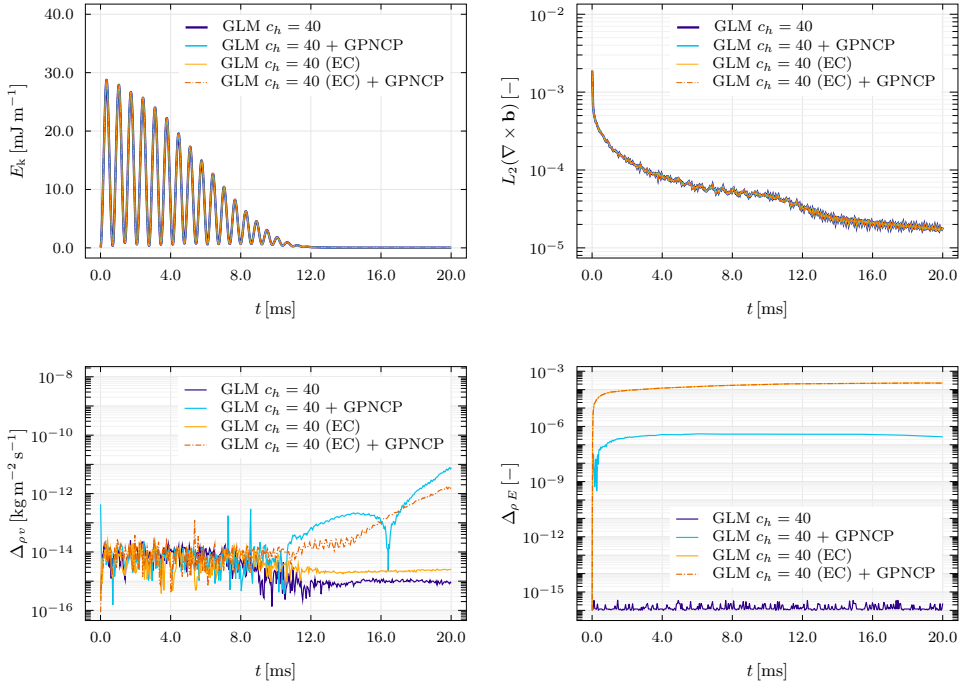 GLM c_h = 40
GLM c_h = 40 + GPNCP
GLM c_h = 40 (EC)
GLM c_h = 40 (EC) + GPNCP
E_k [mJ m^−1]
40.0
30.0
20.0
10.0
0.0
0.0 4.0 8.0 12.0 16.0 20.0
t [ms]
GLM c_h = 40
GLM c_h = 40 + GPNCP
GLM c_h = 40 (EC)
GLM c_h = 40 (EC) + GPNCP
L_2(∇ × b) [−]
10^−2
10^−3
10^−4
10^−5
0.0 4.0 8.0 12.0 16.0 20.0
t [ms]
GLM c_h = 40
GLM c_h = 40 + GPNCP
GLM c_h = 40 (EC)
GLM c_h = 40 (EC) + GPNCP
Δ_ρv [kg m^−2 s^−1]
10^−8
10^−10
10^−12
10^−14
10^−16
0.0 4.0 8.0 12.0 16.0 20.0
t [ms]
Δ_ρE [−]
10^−3
10^−6
10^−9
10^−12
10^−15
GLM c_h = 40
GLM c_h = 40 + GPNCP
GLM c_h = 40 (EC)
GLM c_h = 40 (EC) + GPNCP
0.0 4.0 8.0 12.0 16.0 20.0
t [ms]